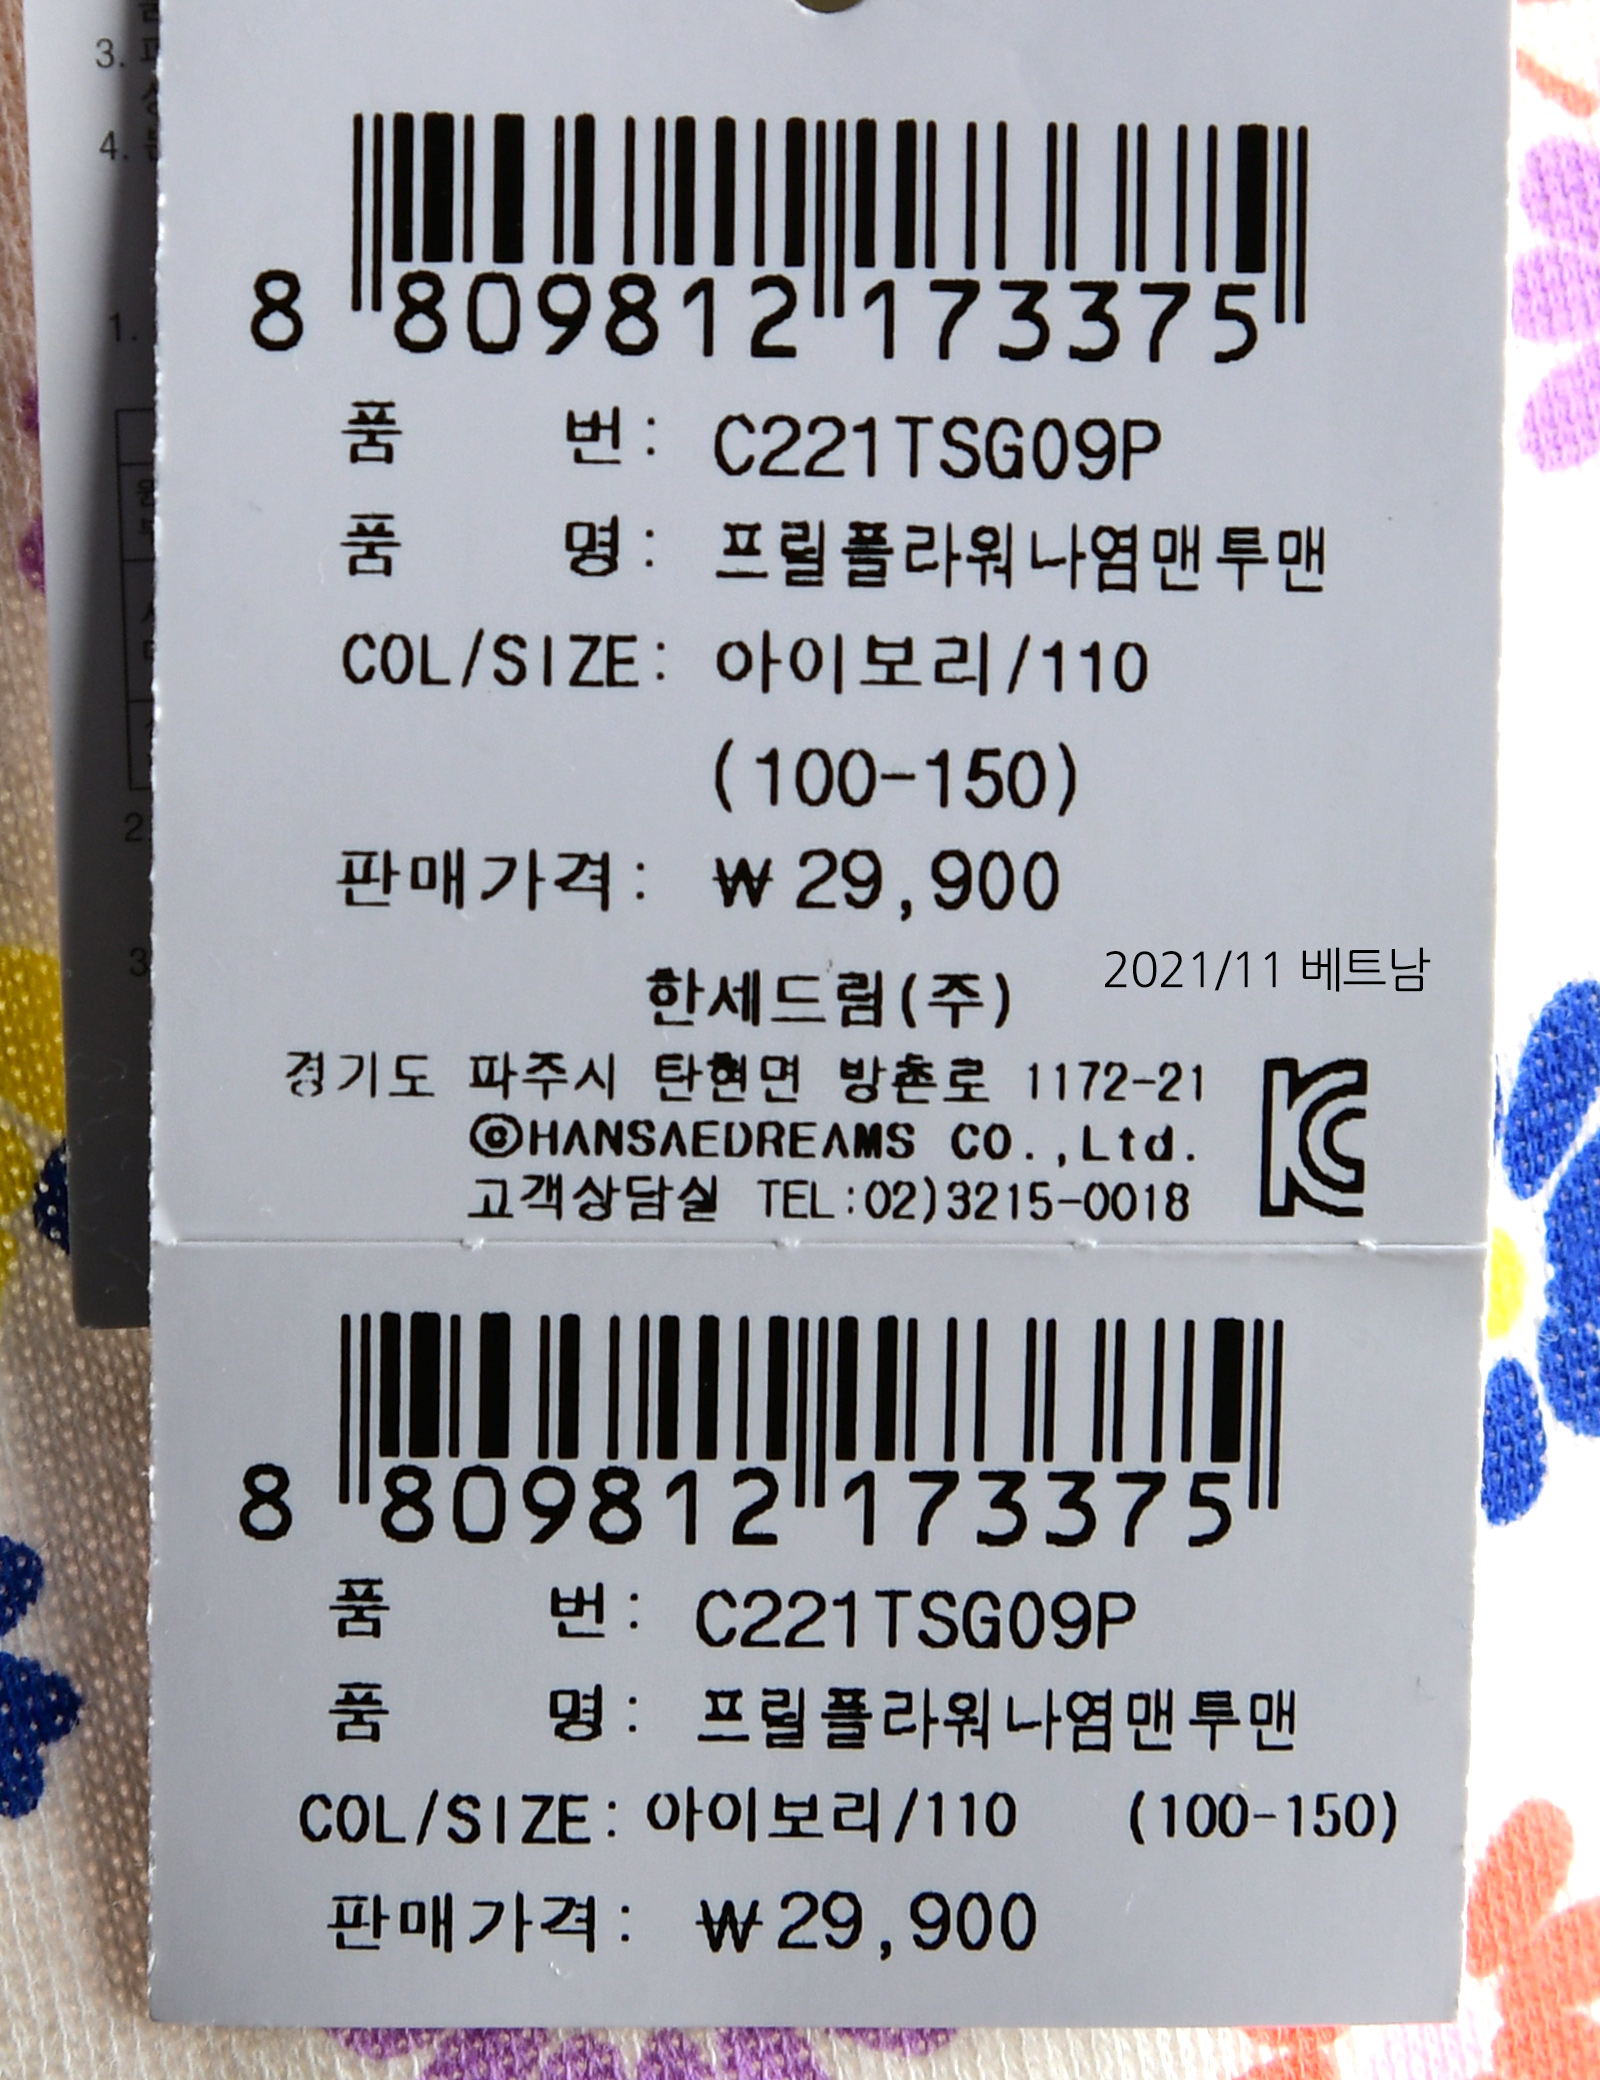 3.
4.
1.
2
3
8 809812 173375
품 번: C221TSG09P
품 명: 프릴플라워나염맨투맨
COL/SIZE: 아이보리/110
(100-150)
판매가격: ₩29,900
2021/11 베트남
한세드림(주)
경기도 파주시 탄현면 방촌로 1172-21
©HANSAEDREAMS CO.,Ltd.
고객상담실 TEL:02)3215-0018
8 809812 173375
품 번: C221TSG09P
품 명: 프릴플라워나염맨투맨
COL/SIZE: 아이보리/110 (100-150)
판매가격: ₩29,900